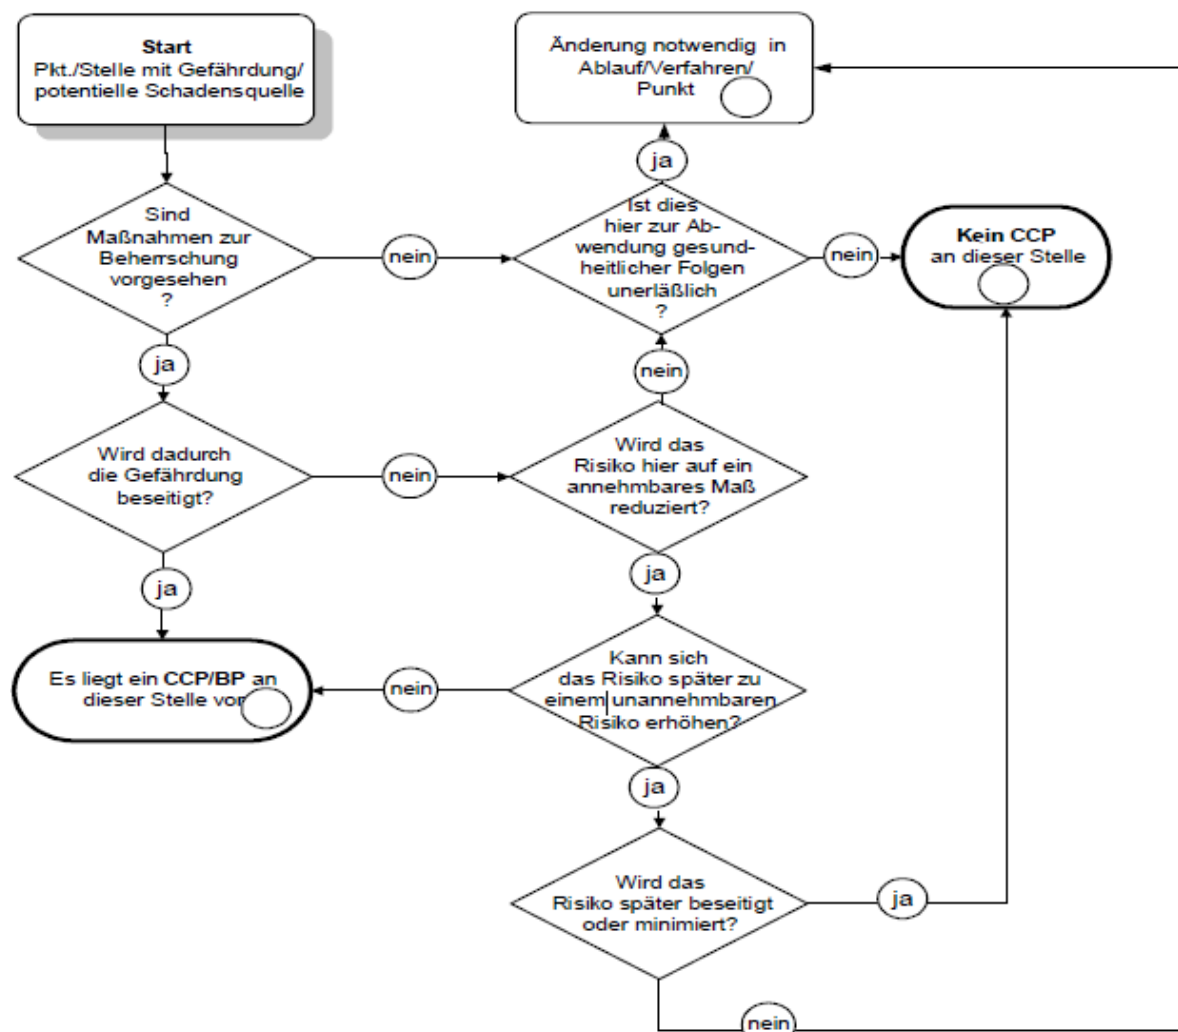 Start
Pkt./Stelle mit Gefährdung/
potentielle Schadensquelle
Änderung notwendig in
Ablauf/Verfahren/
Punkt
ja
Sind
Maßnahmen zur
Beherrschung
vorgesehen
?
nein
Ist dies
hier zur Ab-
wendung gesund-
heitlicher Folgen
unerläßlich
?
nein
Kein CCP
an dieser Stelle
ja
nein
Wird dadurch
die Gefährdung
beseitigt?
nein
Wird das
Risiko hier auf ein
annehmbares Maß
reduziert?
ja
ja
Es liegt ein CCP/BP an
dieser Stelle vor
nein
Kann sich
das Risiko später zu
einem unannehmbaren
Risiko erhöhen?
ja
Wird das
Risiko später beseitigt
oder minimiert?
ja
nein